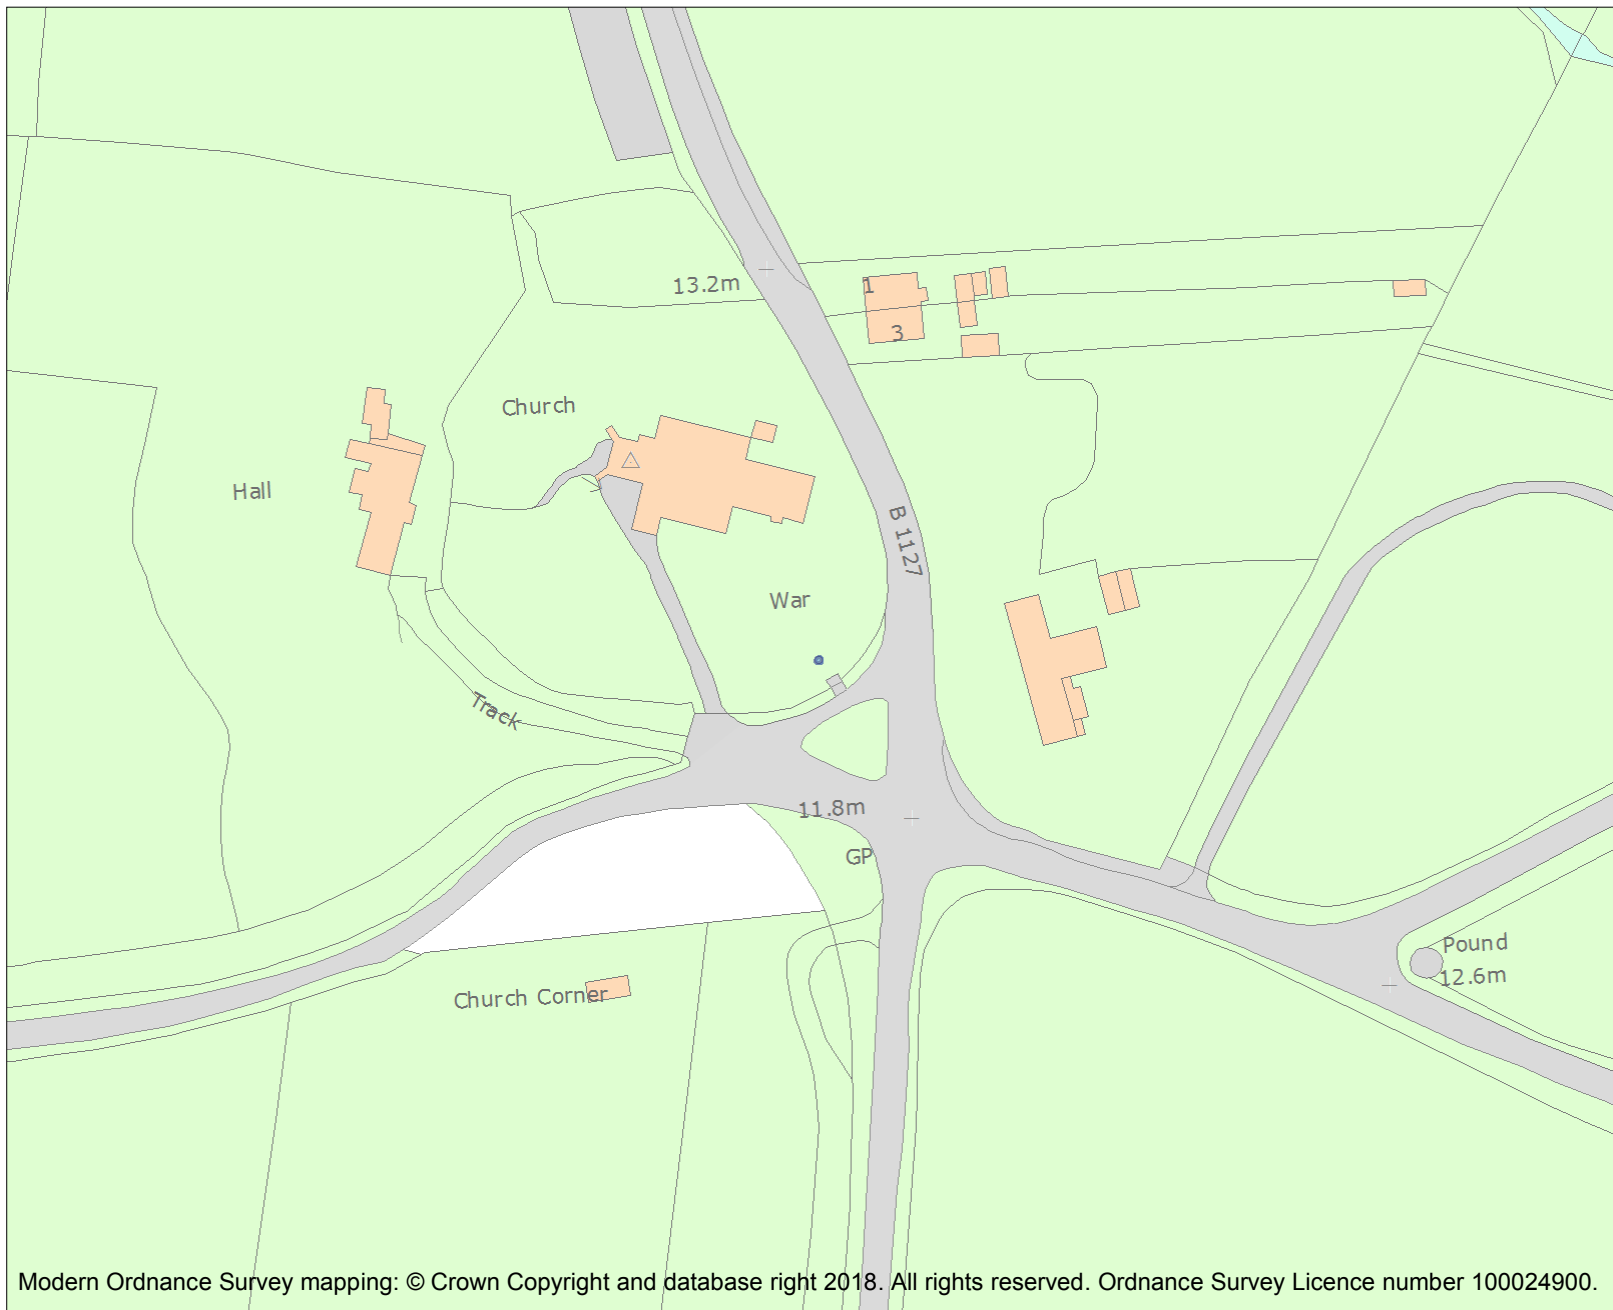 13.2m
1
3
Church
Hall
B 1127
War
Track
11.8m
GP
Pound
12.6m
Church Corner
Modern Ordnance Survey mapping: © Crown Copyright and database right 2018. All rights reserved. Ordnance Survey Licence number 100024900.